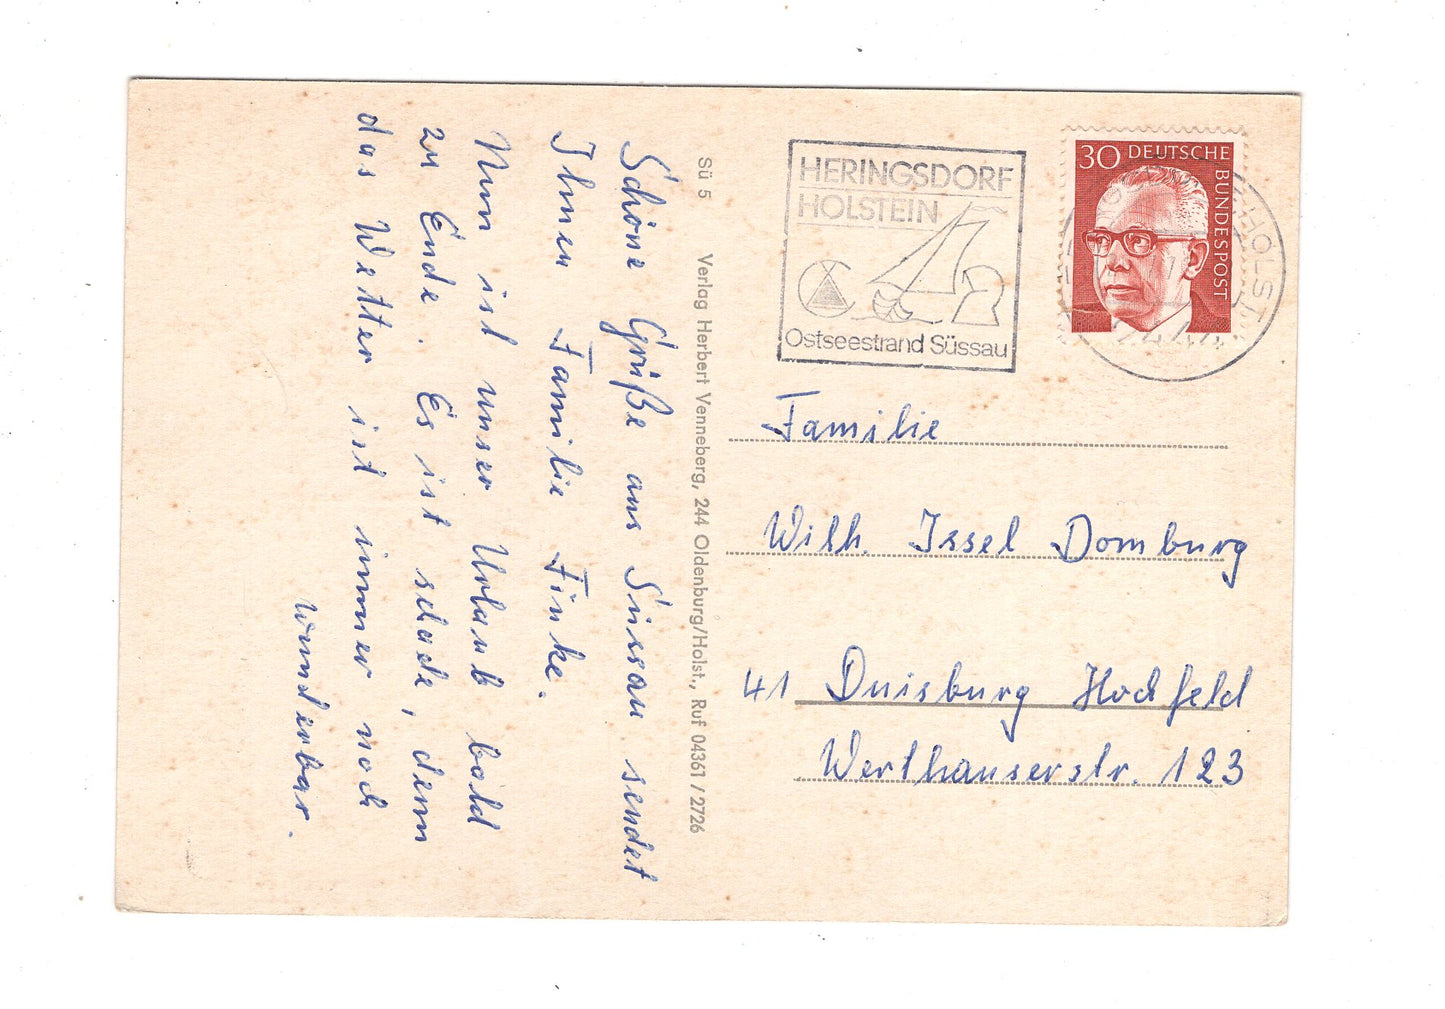 Schöne Grüße aus Süssau sendet
Ihnen Familie Finke.
Nun ist unser Urlaub bald
zu Ende. Es ist schade, denn
das Wetter ist immer noch
wunderbar.
Sü 5 Verlag Herbert Venneberg, 244 Oldenburg/Holst., Ruf 04361 / 2726
HERINGSDORF
HOLSTEIN
Ostseestrand Süssau
30 DEUTSCHE
BUNDESPOST
HOLST
2444
Familie
Wilh. Issel Domburg
41 Duisburg Hochfeld
Werthauserstr. 123